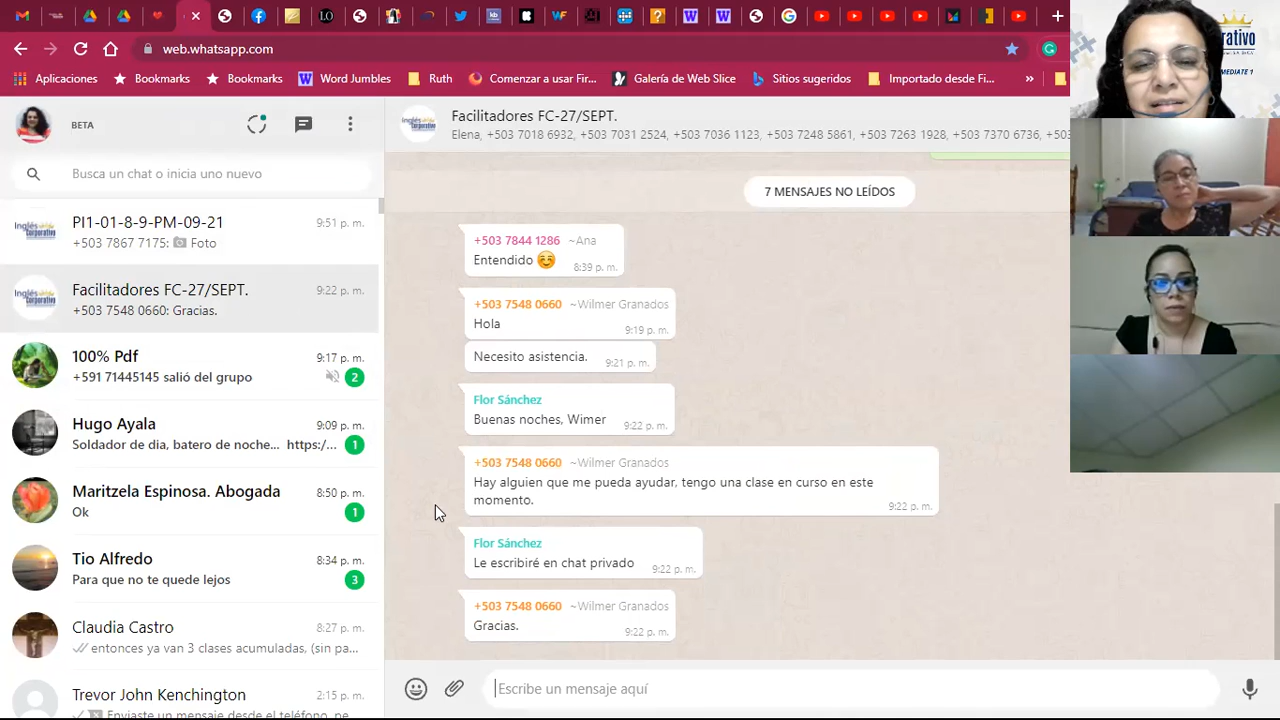 web.whatsapp.com
Aplicaciones
Bookmarks
Bookmarks
Word Jumbles
Ruth
Comenzar a usar Fir...
Galería de Web Slice
Sitios sugeridos
Importado desde Fi...
»
BETA
Busca un chat o inicia uno nuevo
PI1-01-8-9-PM-09-21
9:51 p. m.
+503 7867 7175: Foto
Facilitadores FC-27/SEPT.
9:22 p. m.
+503 7548 0660: Gracias.
100% Pdf
9:17 p. m.
+591 71445145 salió del grupo
2
Hugo Ayala
9:09 p. m.
Soldador de dia, batero de noche... https:/...
1
Maritzela Espinosa. Abogada
8:50 p. m.
Ok
1
Tio Alfredo
8:34 p. m.
Para que no te quede lejos
3
Claudia Castro
8:27 p. m.
entonces ya van 3 clases acumuladas, (sin pa...
Trevor John Kenchington
2:15 p. m.
Enviaste un mensaje desde el teléfono, pe
Facilitadores FC-27/SEPT.
Elena, +503 7018 6932, +503 7031 2524, +503 7036 1123, +503 7248 5861, +503 7263 1928, +503 7370 6736, +503
7 MENSAJES NO LEÍDOS
+503 7844 1286 ~Ana
Entendido
8:39 p. m.
+503 7548 0660 ~Wilmer Granados
Hola
9:19 p. m.
Necesito asistencia.
9:21 p. m.
Flor Sánchez
Buenas noches, Wimer
9:22 p. m.
+503 7548 0660 ~Wilmer Granados
Hay alguien que me pueda ayudar, tengo una clase en curso en este
momento.
9:22 p. m.
Flor Sánchez
Le escribiré en chat privado
9:22 p. m.
+503 7548 0660 ~Wilmer Granados
Gracias.
9:22 p. m.
Escribe un mensaje aquí
rativo
MEDIATE 1